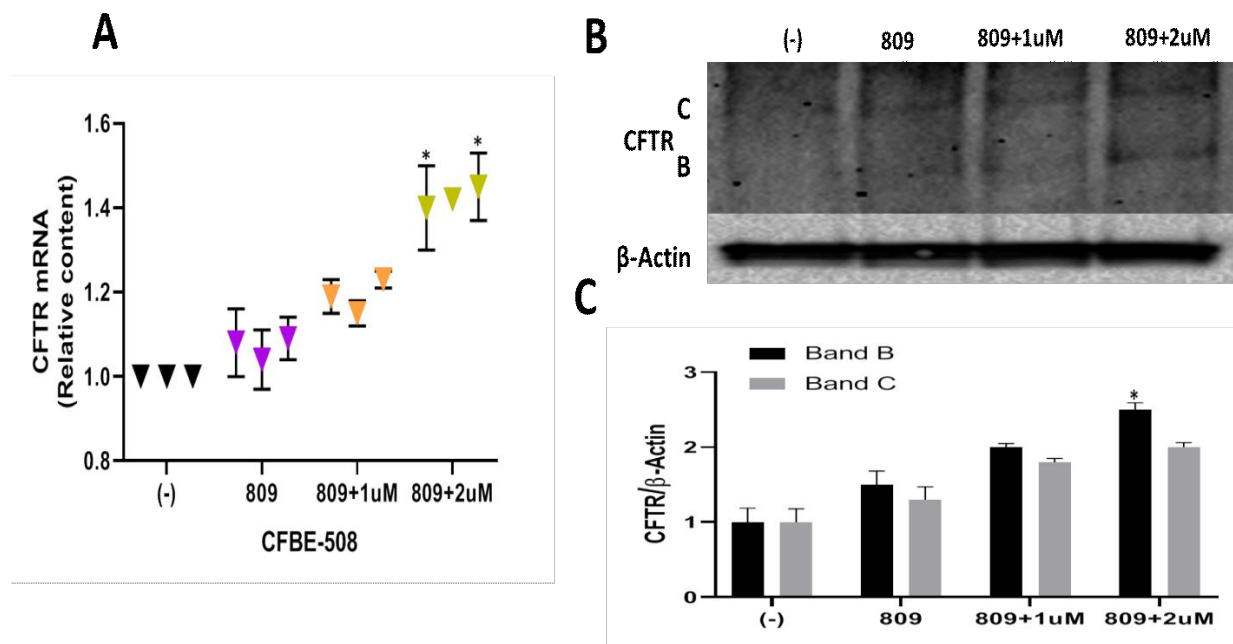 A
CFTR mRNA
(Relative content)
1.6
1.4
1.2
1.0
0.8
* *
(-) 809 809+1uM 809+2uM
CFBE-508
B
(-) 809 809+1uM 809+2uM
C
CFTR
B
β-Actin
C
Band B
Band C
CFTR/β-Actin
3
2
1
0
*
(-) 809 809+1uM 809+2uM